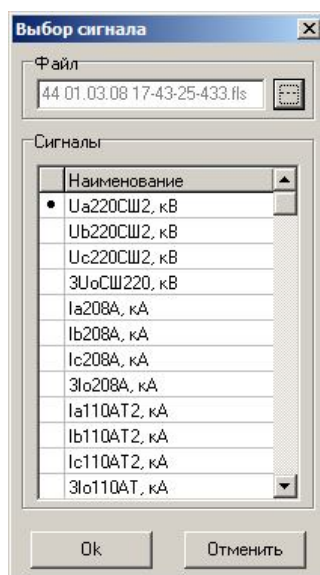 Выбор сигнала
Файл
44 01.03.08 17-43-25-433.fls
Сигналы
Наименование
Ua220СШ2, кВ
Ub220СШ2, кВ
Uc220СШ2, кВ
3UoСШ220, кВ
Ia208А, кА
Ib208А, кА
Ic208А, кА
3Io208А, кА
Ia110АТ2, кА
Ib110АТ2, кА
Ic110АТ2, кА
3Io110АТ, кА
Ok Отменить